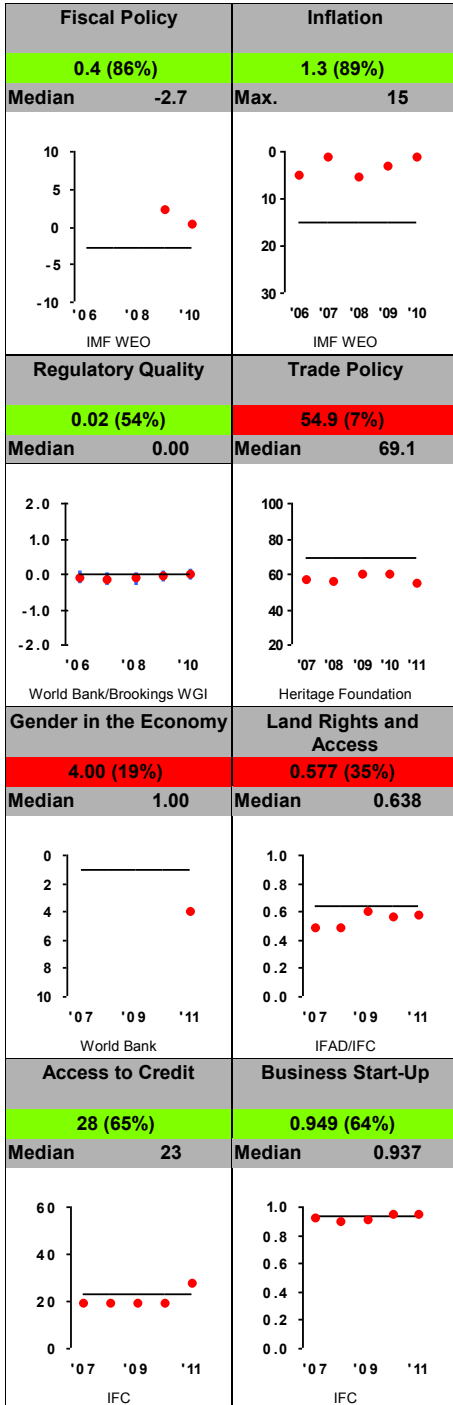 Fiscal Policy
0.4 (86%)
Median -2.7
10
5
0
-5
-10
'06 '08 '10
IMF WEO
Inflation
1.3 (89%)
Max. 15
0
10
20
30
'06 '07 '08 '09 '10
IMF WEO
Regulatory Quality
0.02 (54%)
Median 0.00
2.0
1.0
0.0
-1.0
-2.0
'06 '08 '10
World Bank/Brookings WGI
Trade Policy
54.9 (7%)
Median 69.1
100
80
60
40
20
'07 '08 '09 '10 '11
Heritage Foundation
Gender in the Economy
4.00 (19%)
Median 1.00
0
2
4
6
8
10
'07 '09 '11
World Bank
Land Rights and
Access
0.577 (35%)
Median 0.638
1.0
0.8
0.6
0.4
0.2
0.0
'07 '09 '11
IFAD/IFC
Access to Credit
28 (65%)
Median 23
60
40
20
0
'07 '09 '11
IFC
Business Start-Up
0.949 (64%)
Median 0.937
1.0
0.8
0.6
0.4
0.2
0.0
'07 '09 '11
IFC